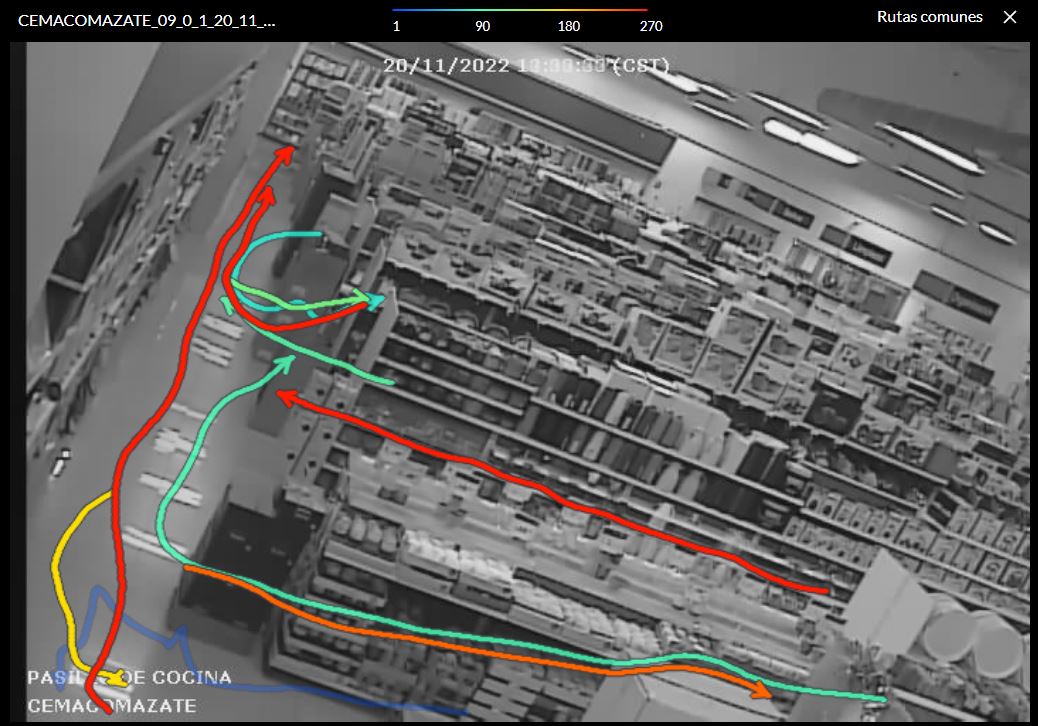 CEMACOMAZATE_09_0_1_20_11_...
1 90 180 270
Rutas comunes
20/11/2022 (CST)
DE COCINA
CEMACOMAZATE